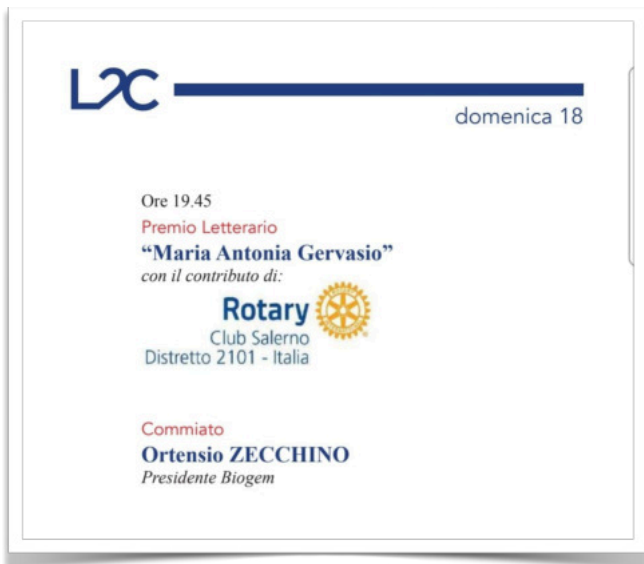 L2C
domenica 18
Ore 19.45
Premio Letterario
“Maria Antonia Gervasio”
con il contributo di:
Rotary
Club Salerno
Distretto 2101 - Italia
Commiato
Ortensio ZECCHINO
Presidente Biogem